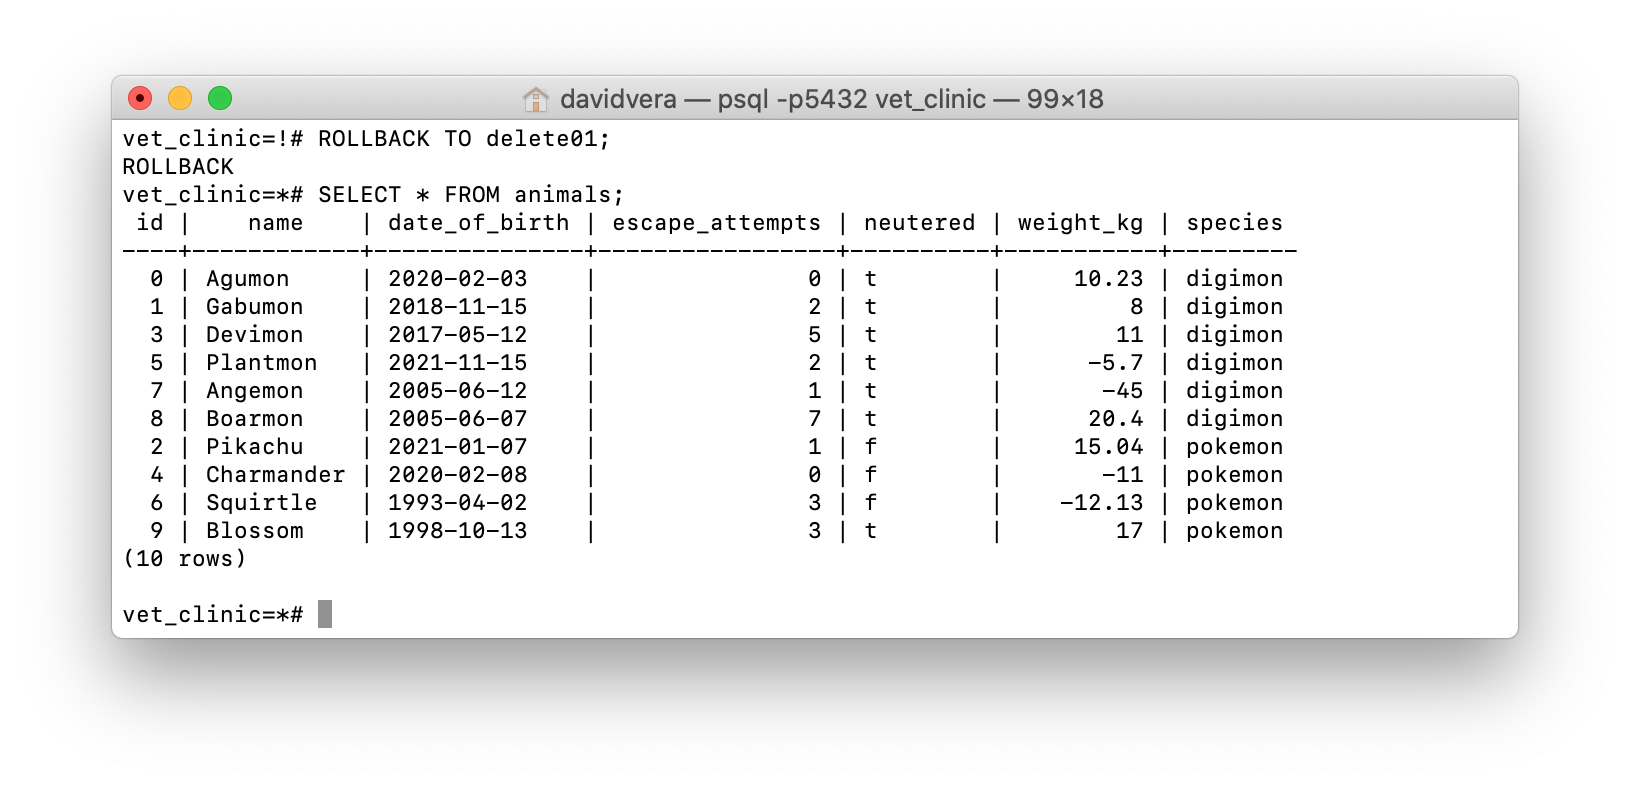 davidvera — psql -p5432 vet_clinic — 99×18
vet_clinic=!# ROLLBACK TO delete01;
ROLLBACK
vet_clinic=*# SELECT * FROM animals;
 id |    name    | date_of_birth | escape_attempts | neutered | weight_kg | species
----+------------+---------------+-----------------+----------+-----------+---------
  0 | Agumon     | 2020-02-03    |               0 | t        |     10.23 | digimon
  1 | Gabumon    | 2018-11-15    |               2 | t        |         8 | digimon
  3 | Devimon    | 2017-05-12    |               5 | t        |        11 | digimon
  5 | Plantmon   | 2021-11-15    |               2 | t        |      -5.7 | digimon
  7 | Angemon    | 2005-06-12    |               1 | t        |       -45 | digimon
  8 | Boarmon    | 2005-06-07    |               7 | t        |      20.4 | digimon
  2 | Pikachu    | 2021-01-07    |               1 | f        |     15.04 | pokemon
  4 | Charmander | 2020-02-08    |               0 | f        |       -11 | pokemon
  6 | Squirtle   | 1993-04-02    |               3 | f        |    -12.13 | pokemon
  9 | Blossom    | 1998-10-13    |               3 | t        |        17 | pokemon
(10 rows)
vet_clinic=*#